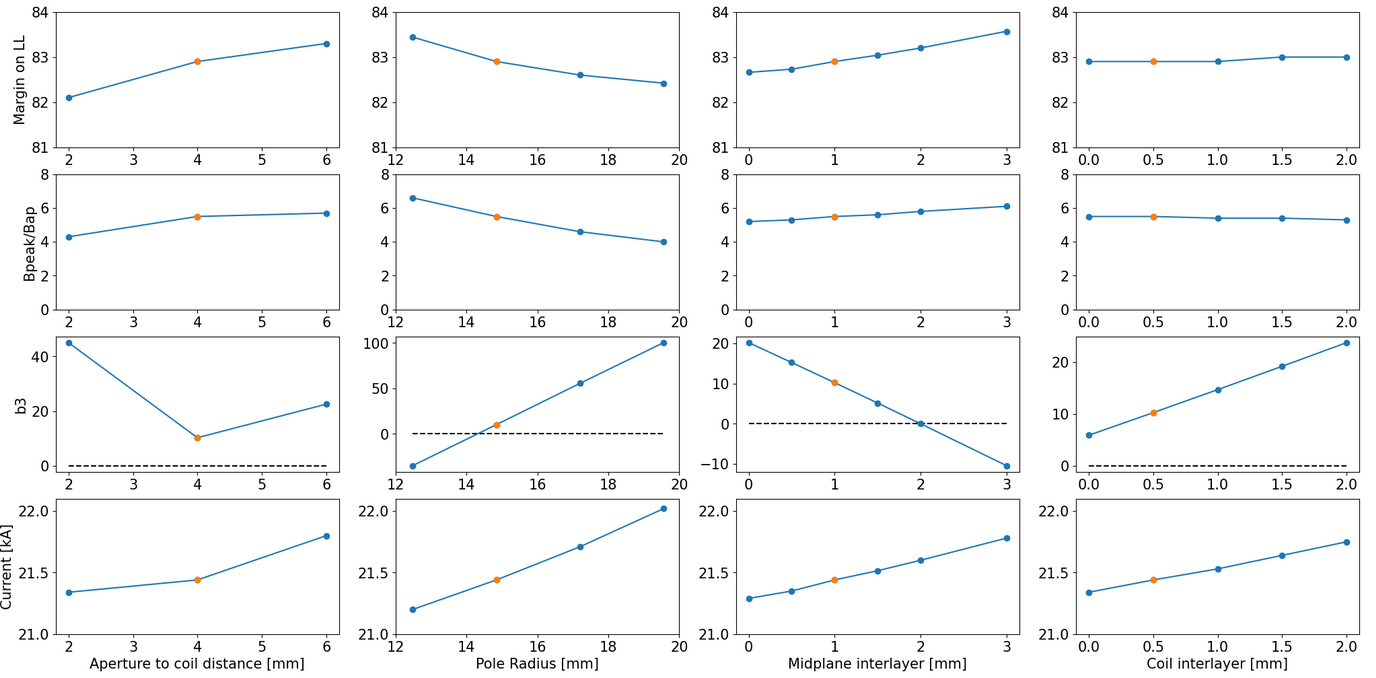 Margin on LL
84
83
82
81
2 3 4 5 6
84
83
82
81
12 14 16 18 20
84
83
82
81
0 1 2 3
84
83
82
81
0.0 0.5 1.0 1.5 2.0
Bpeak/Bap
8
6
4
2
0
2 3 4 5 6
8
6
4
2
0
12 14 16 18 20
8
6
4
2
0
0 1 2 3
8
6
4
2
0
0.0 0.5 1.0 1.5 2.0
b3
40
20
0
2 3 4 5 6
100
50
0
12 14 16 18 20
20
10
0
−10
0 1 2 3
20
10
0
0.0 0.5 1.0 1.5 2.0
Current [kA]
22.0
21.5
21.0
2 3 4 5 6
Aperture to coil distance [mm]
22.0
21.5
21.0
12 14 16 18 20
Pole Radius [mm]
22.0
21.5
21.0
0 1 2 3
Midplane interlayer [mm]
22.0
21.5
21.0
0.0 0.5 1.0 1.5 2.0
Coil interlayer [mm]